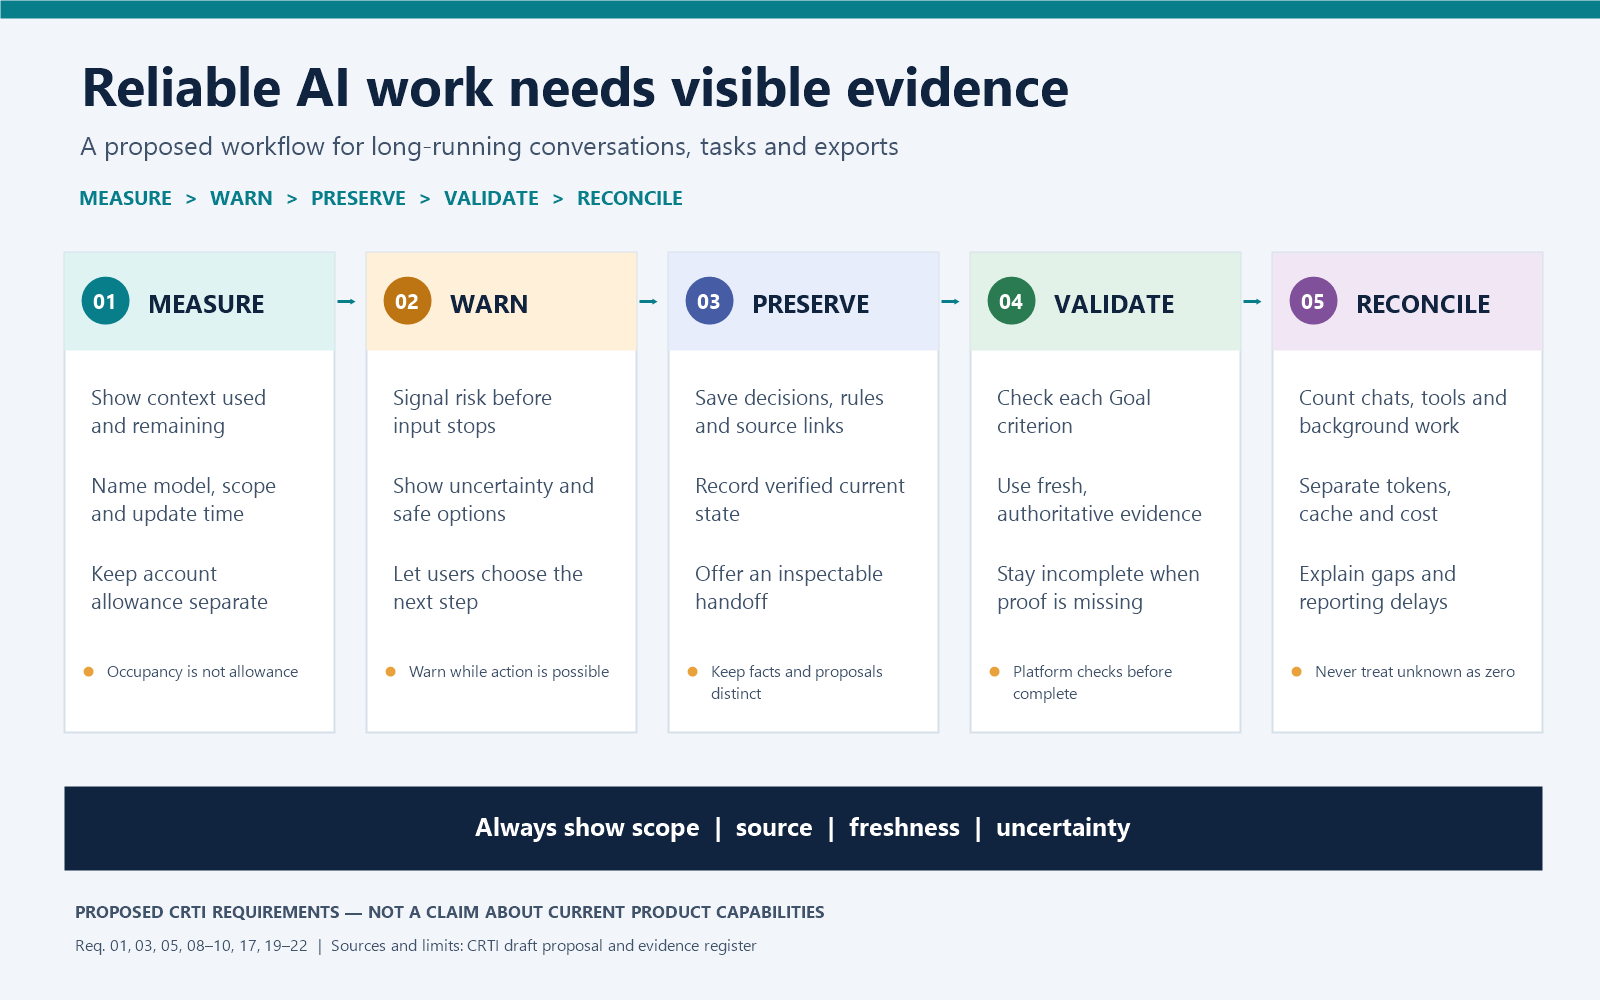 Reliable AI work needs visible evidence
A proposed workflow for long-running conversations, tasks and exports
MEASURE > WARN > PRESERVE > VALIDATE > RECONCILE
01 MEASURE
Show context used
and remaining
Name model, scope
and update time
Keep account
allowance separate
Occupancy is not allowance
02 WARN
Signal risk before
input stops
Show uncertainty and
safe options
Let users choose the
next step
Warn while action is possible
03 PRESERVE
Save decisions, rules
and source links
Record verified current
state
Offer an inspectable
handoff
Keep facts and proposals
distinct
04 VALIDATE
Check each Goal
criterion
Use fresh,
authoritative evidence
Stay incomplete when
proof is missing
Platform checks before
complete
05 RECONCILE
Count chats, tools and
background work
Separate tokens,
cache and cost
Explain gaps and
reporting delays
Never treat unknown as zero
Always show scope | source | freshness | uncertainty
PROPOSED CRTI REQUIREMENTS — NOT A CLAIM ABOUT CURRENT PRODUCT CAPABILITIES
Req. 01, 03, 05, 08–10, 17, 19–22 | Sources and limits: CRTI draft proposal and evidence register